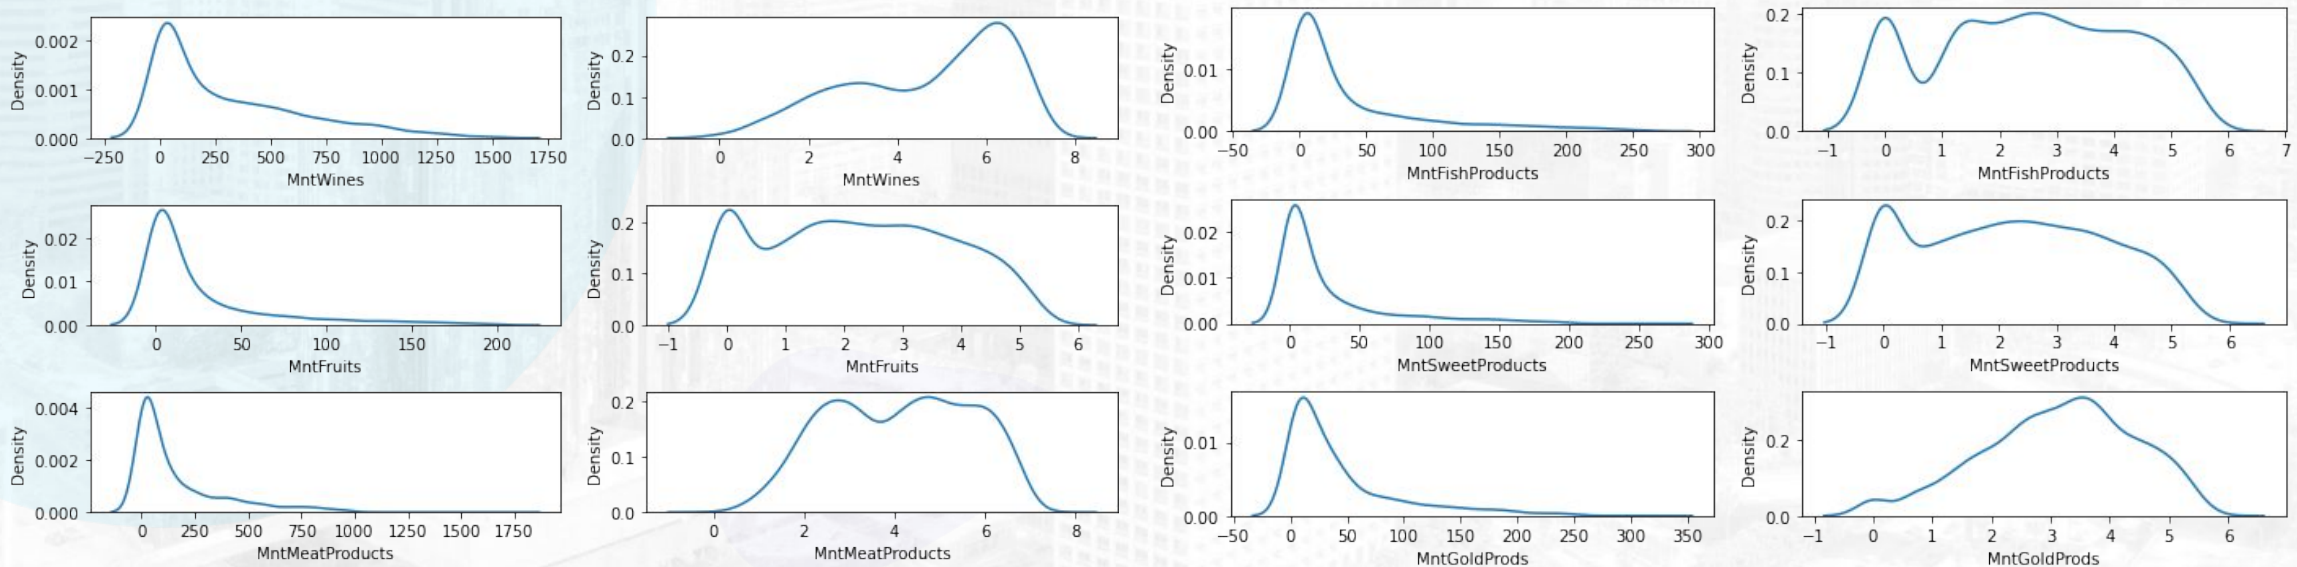 Density
0.002
0.001
0.000
−250 0 250 500 750 1000 1250 1500 1750
MntWines
Density
0.2
0.1
0.0
0 2 4 6 8
MntWines
Density
0.01
0.00
−50 0 50 100 150 200 250 300
MntFishProducts
Density
0.2
0.1
0.0
−1 0 1 2 3 4 5 6 7
MntFishProducts
Density
0.02
0.01
0.00
0 50 100 150 200
MntFruits
Density
0.2
0.1
0.0
−1 0 1 2 3 4 5 6
MntFruits
Density
0.02
0.01
0.00
0 50 100 150 200 250 300
MntSweetProducts
Density
0.2
0.1
0.0
−1 0 1 2 3 4 5 6
MntSweetProducts
Density
0.004
0.002
0.000
0 250 500 750 1000 1250 1500 1750
MntMeatProducts
Density
0.2
0.1
0.0
0 2 4 6 8
MntMeatProducts
Density
0.01
0.00
−50 0 50 100 150 200 250 300 350
MntGoldProds
Density
0.2
0.0
−1 0 1 2 3 4 5 6
MntGoldProds